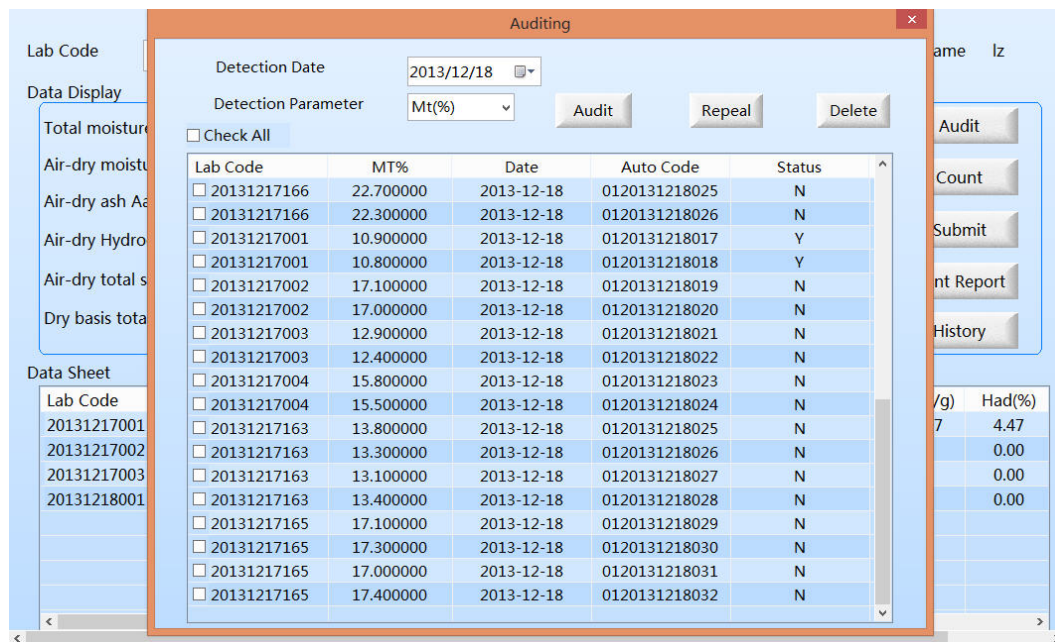 Auditing
Lab Code
ame lz
Detection Date 2013/12/18
Data Display
Detection Parameter Mt(%) Audit Repeal Delete
Check All
Total moisture
Air-dry moistu
Air-dry ash Aa
Air-dry Hydro
Air-dry total s
Dry basis tota
Audit
Count
Submit
nt Report
History
Lab Code MT% Date Auto Code Status
20131217166 22.700000 2013-12-18 0120131218025 N
20131217166 22.300000 2013-12-18 0120131218026 N
20131217001 10.900000 2013-12-18 0120131218017 Y
20131217001 10.800000 2013-12-18 0120131218018 Y
20131217002 17.100000 2013-12-18 0120131218019 N
20131217002 17.000000 2013-12-18 0120131218020 N
20131217003 12.900000 2013-12-18 0120131218021 N
20131217003 12.400000 2013-12-18 0120131218022 N
20131217004 15.800000 2013-12-18 0120131218023 N
20131217004 15.500000 2013-12-18 0120131218024 N
20131217163 13.800000 2013-12-18 0120131218025 N
20131217163 13.300000 2013-12-18 0120131218026 N
20131217163 13.100000 2013-12-18 0120131218027 N
20131217163 13.400000 2013-12-18 0120131218028 N
20131217165 17.100000 2013-12-18 0120131218029 N
20131217165 17.300000 2013-12-18 0120131218030 N
20131217165 17.000000 2013-12-18 0120131218031 N
20131217165 17.400000 2013-12-18 0120131218032 N
Data Sheet
Lab Code /g) Had(%)
20131217001 7 4.47
20131217002 0.00
20131217003 0.00
20131218001 0.00